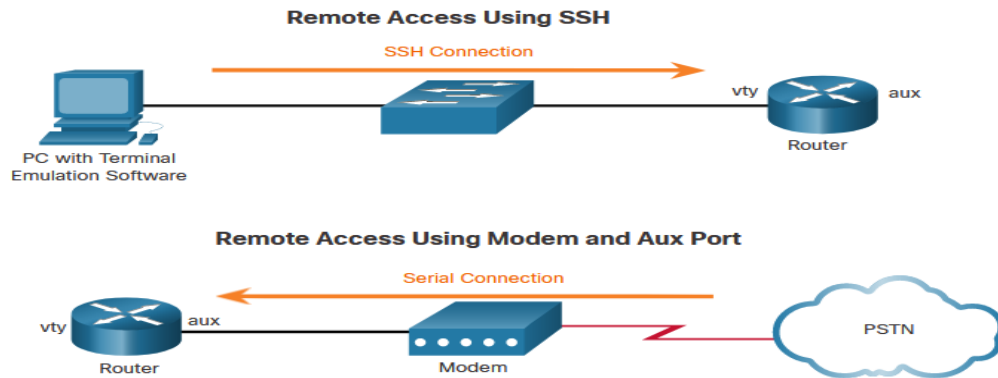 Remote Access Using SSH
SSH Connection
vty
aux
PC with Terminal
Emulation Software
Router
Remote Access Using Modem and Aux Port
Serial Connection
vty
aux
PSTN
Router
Modem